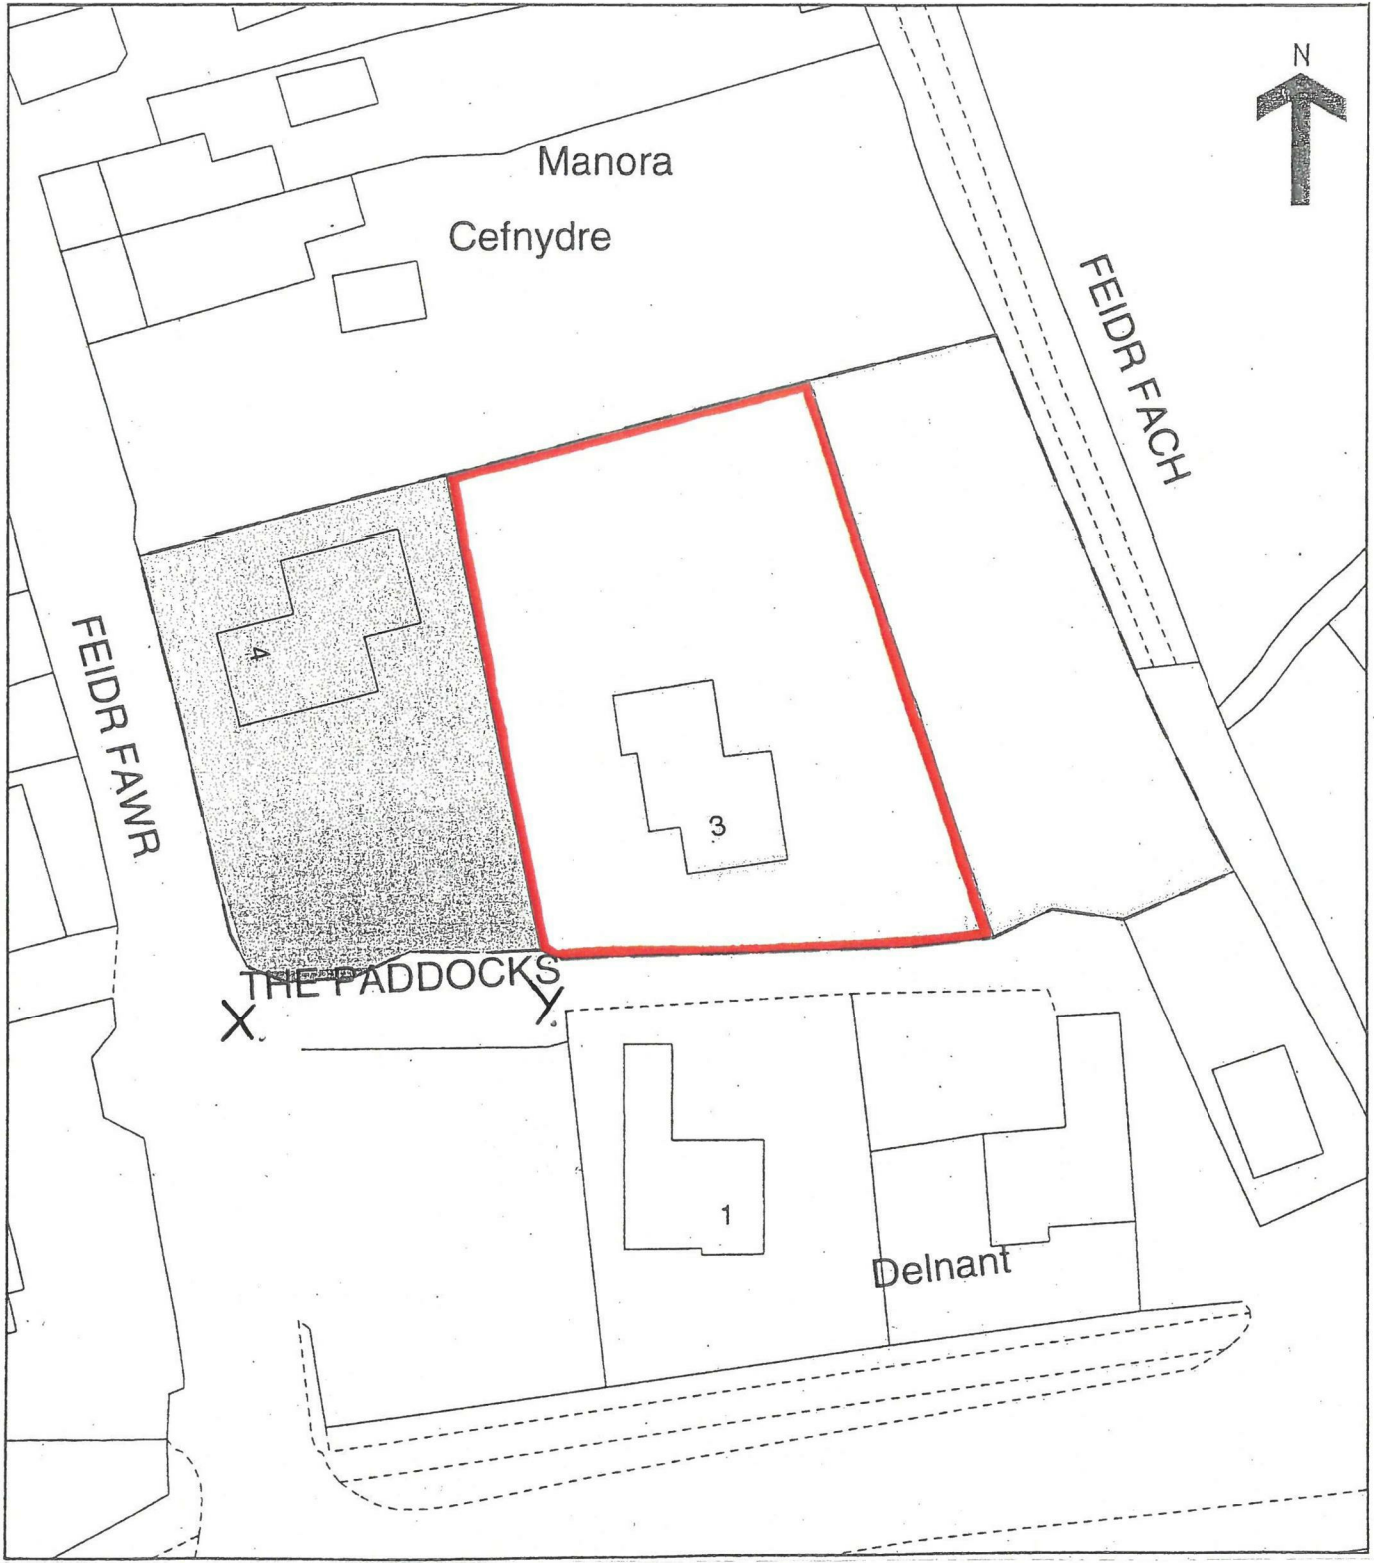 N
Manora
Cefnydre
FEIDR FACH
4
FEIDR FAWR
3
THE PADDOCKS
X
Y
1
Delnant